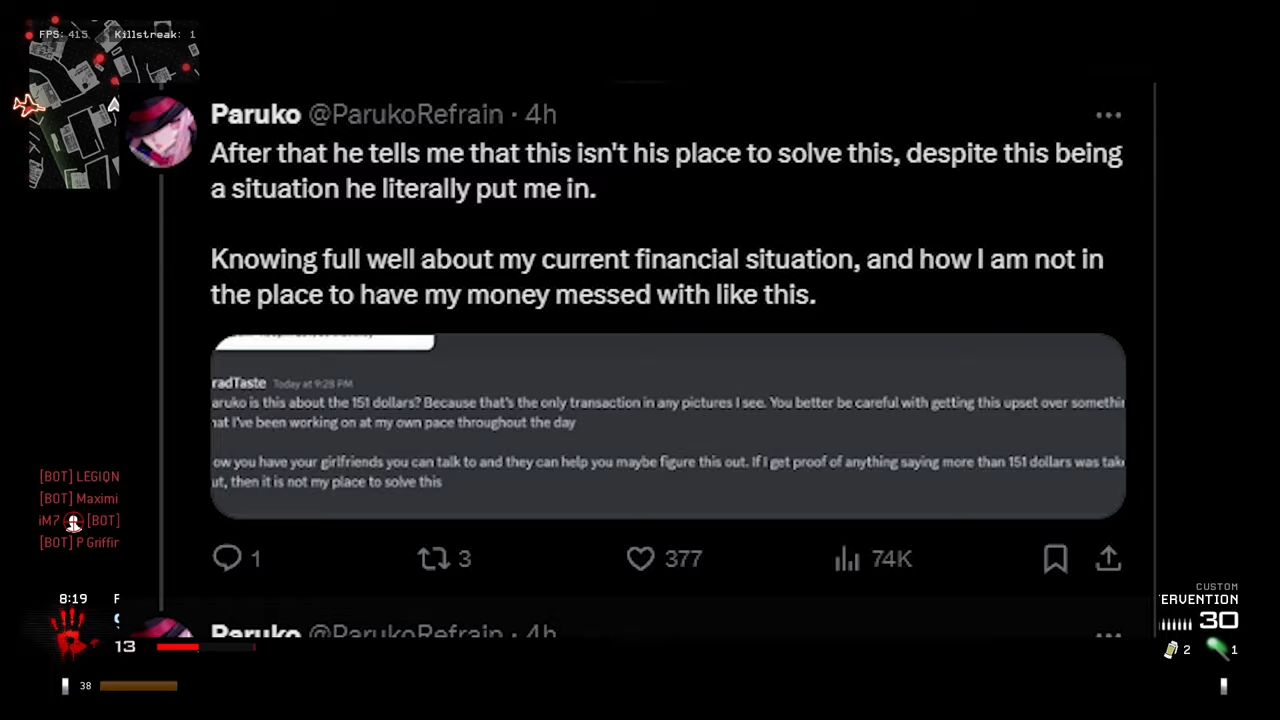 FPS: 415 Killstreak: 1
Paruko @ParukoRefrain · 4h
After that he tells me that this isn't his place to solve this, despite this being
a situation he literally put me in.
Knowing full well about my current financial situation, and how I am not in
the place to have my money messed with like this.
radTaste Today at 9:28 PM
aruko is this about the 151 dollars? Because that's the only transaction in any pictures I see. You better be careful with getting this upset over somethin
hat I've been working on at my own pace throughout the day
ow you have your girlfriends you can talk to and they can help you maybe figure this out. If I get proof of anything saying more than 151 dollars was take
ut, then it is not my place to solve this
1 3 377 74K
[BOT] LEGION
[BOT] Maximi
iM7 [BOT]
[BOT] P Griffin
8:19
13
38
CUSTOM
ERVENTION
30
2 1
Paruko @ParukoRefrain · 4h